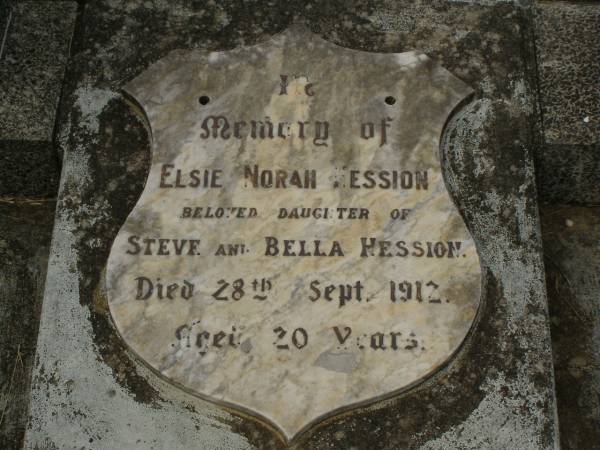 In
Memory of
ELSIE NORAH HESSION
BELOVED DAUGHTER OF
STEVE AND BELLA HESSION.
Died 28th Sept. 1912.
Aged 20 Years.